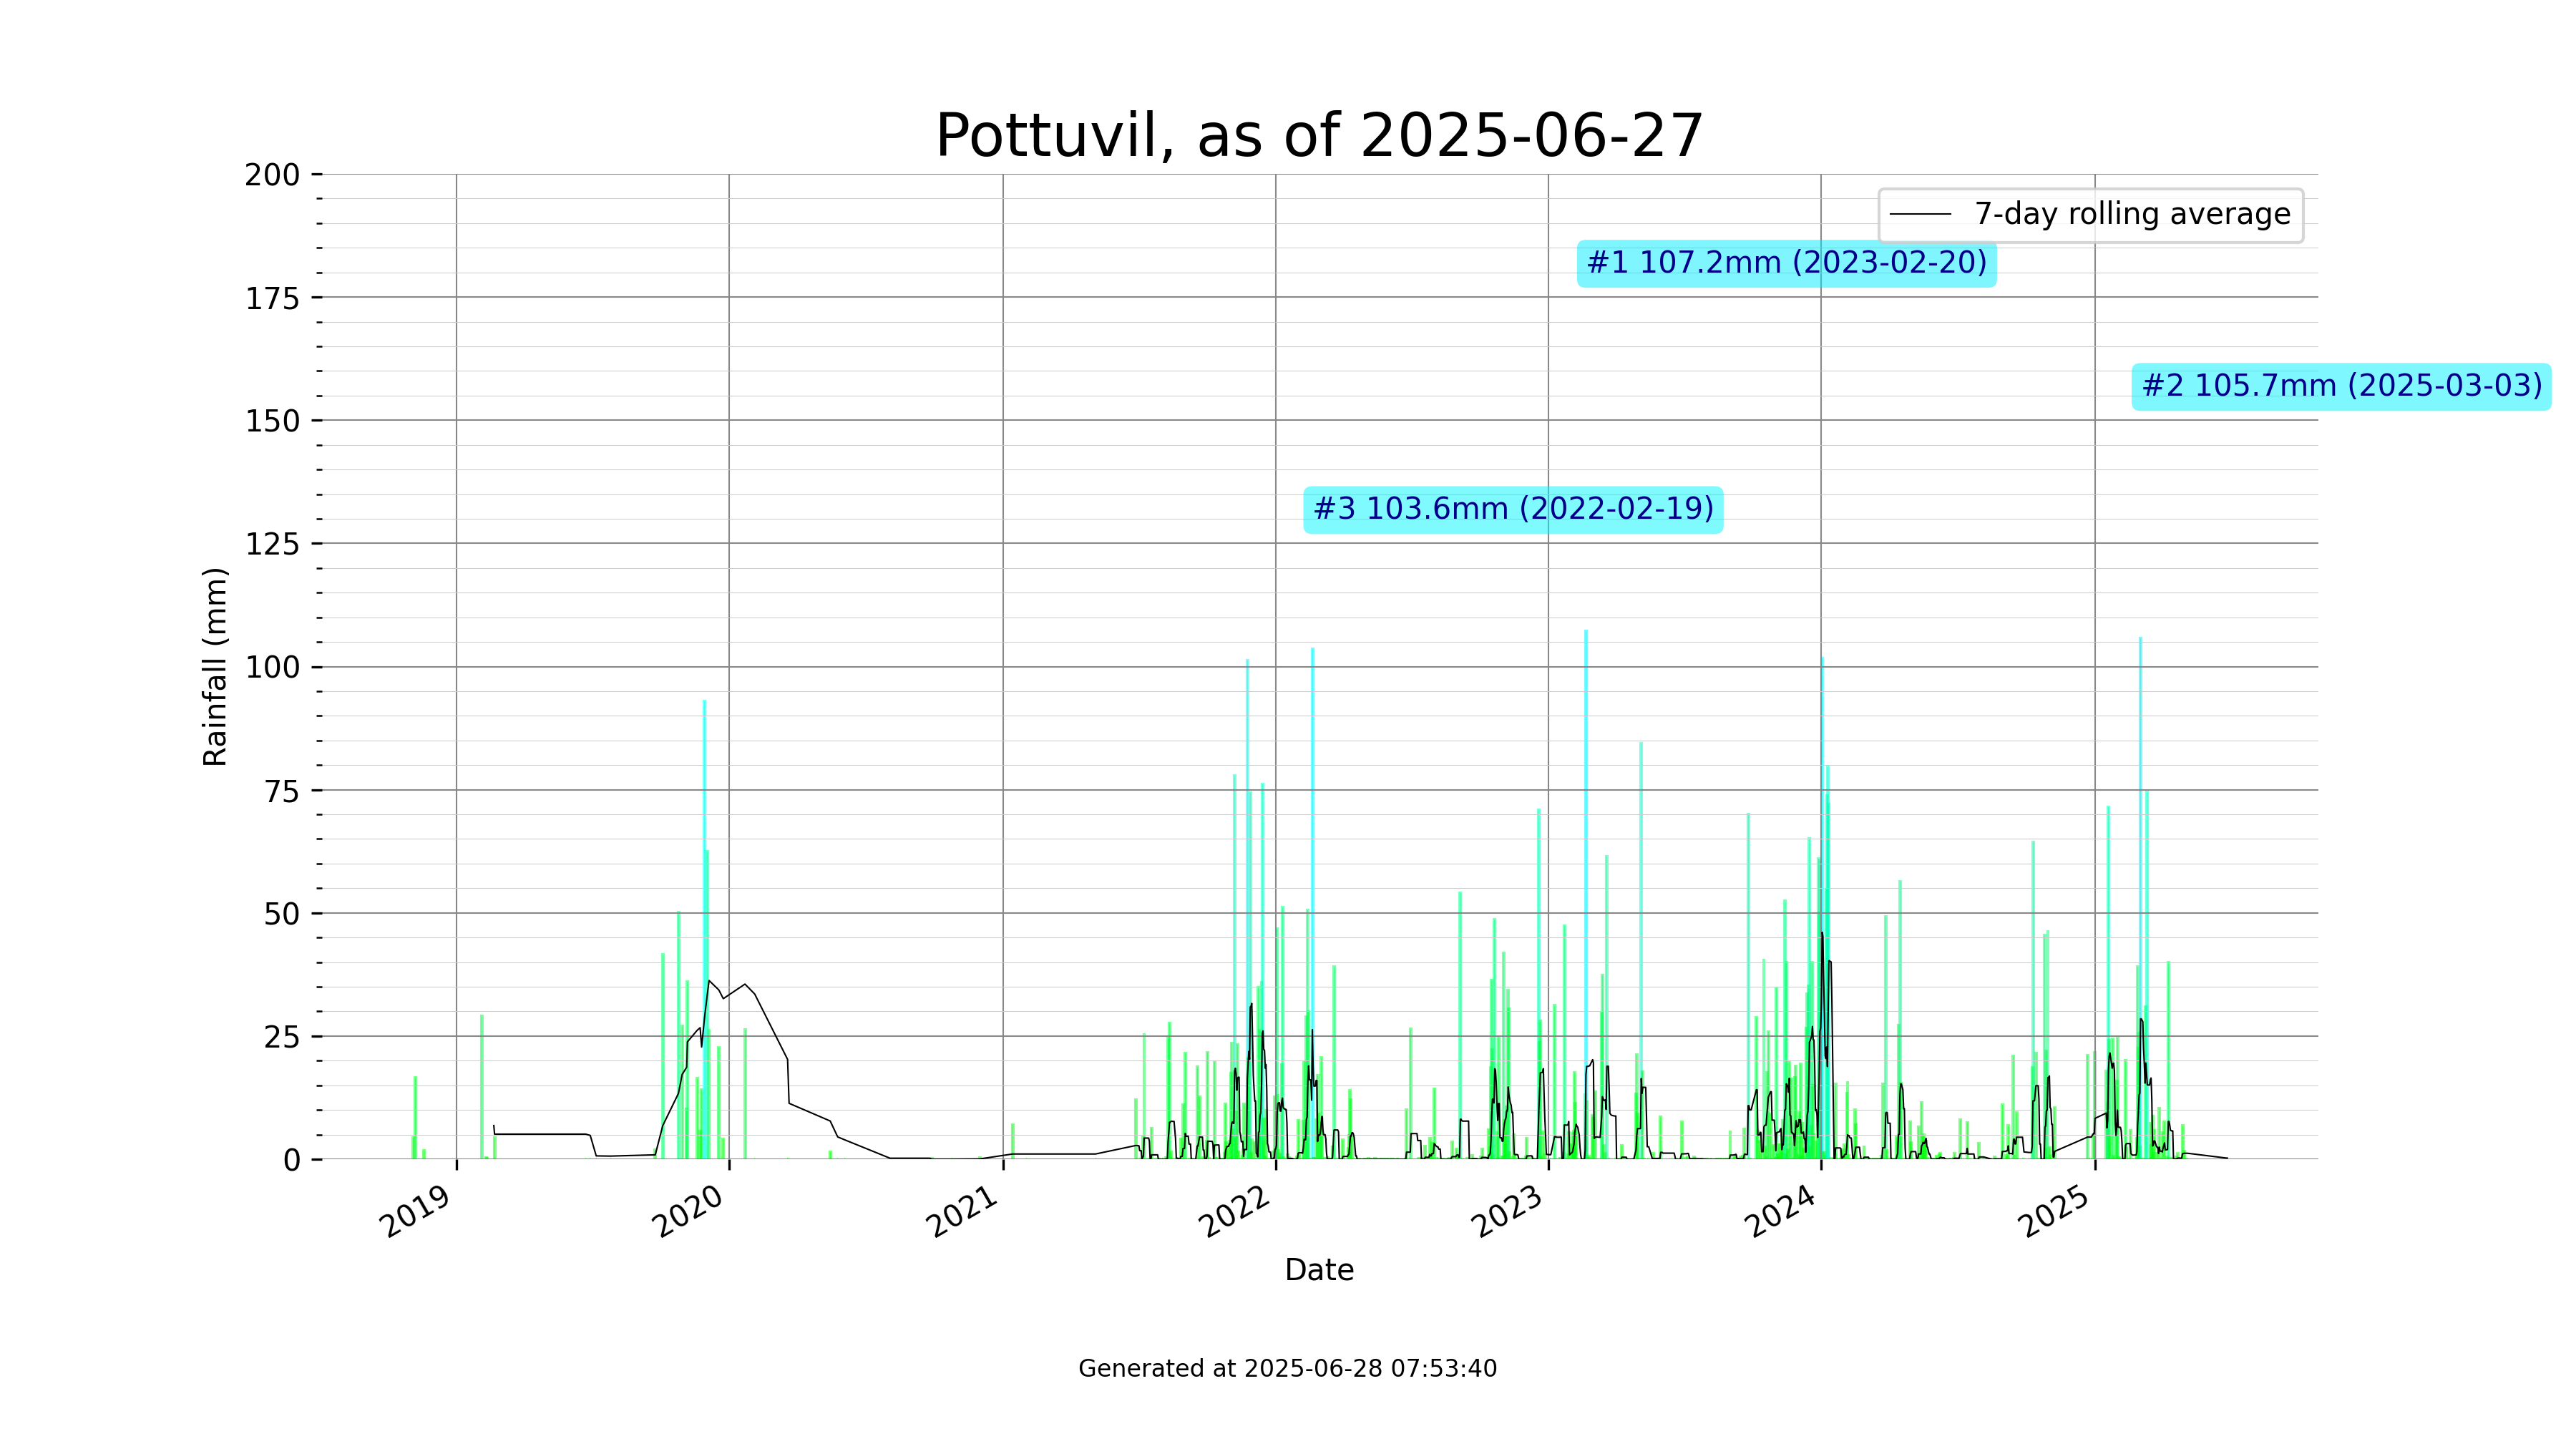 Pottuvil, as of 2025-06-27
200
175
150
125
100
75
50
25
0
Rainfall (mm)
7-day rolling average
#1 107.2mm (2023-02-20)
#2 105.7mm (2025-03-03)
#3 103.6mm (2022-02-19)
2019
2020
2021
2022
2023
2024
2025
Date
Generated at 2025-06-28 07:53:40